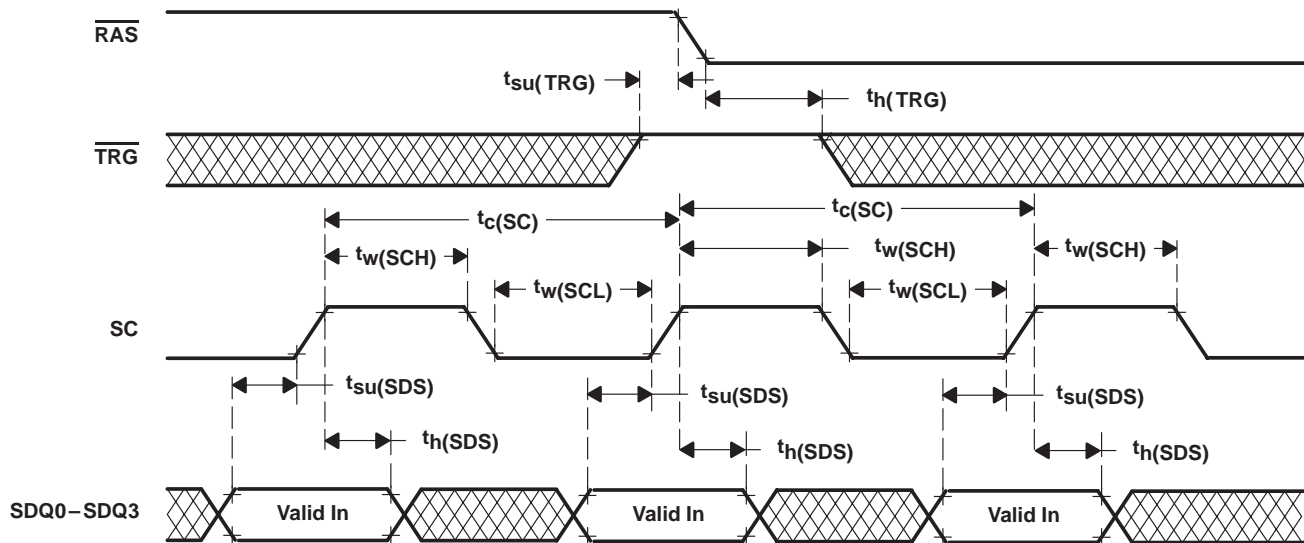 RAS
tsu(TRG)
th(TRG)
TRG
tc(SC)
tc(SC)
tw(SCH)
tw(SCH)
tw(SCH)
tw(SCL)
tw(SCL)
SC
tsu(SDS)
tsu(SDS)
tsu(SDS)
th(SDS)
th(SDS)
th(SDS)
SDQ0–SDQ3
Valid In
Valid In
Valid In